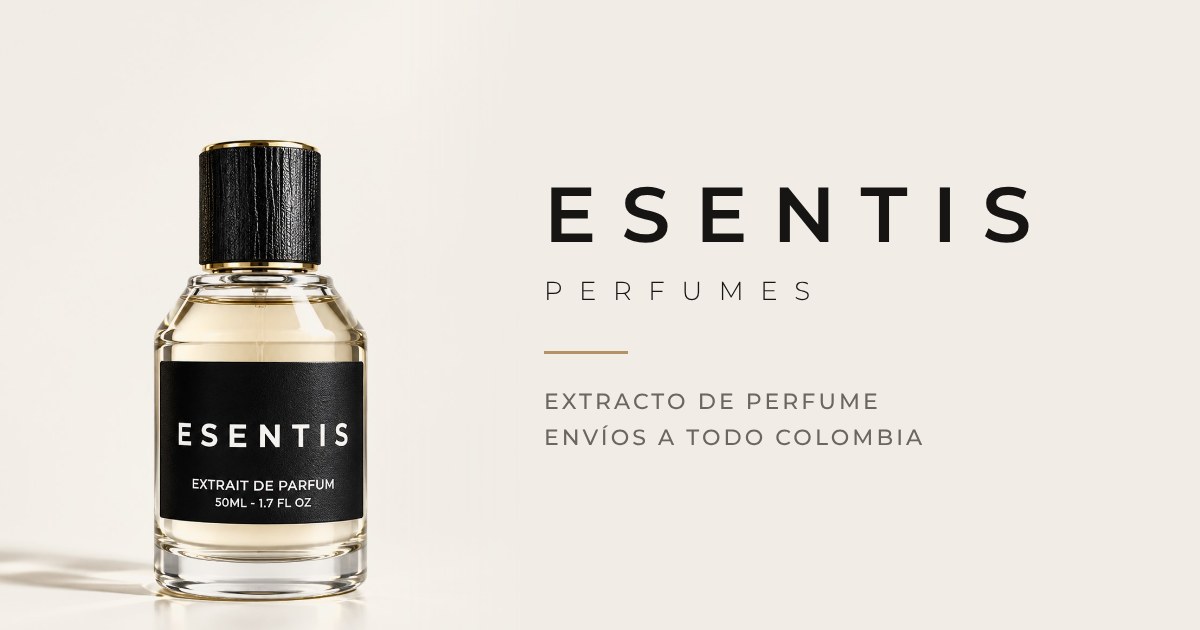 ESENTIS
PERFUMES
EXTRACTO DE PERFUME
ENVÍOS A TODO COLOMBIA
ESENTIS
EXTRAIT DE PARFUM
50ML - 1.7 FL OZ